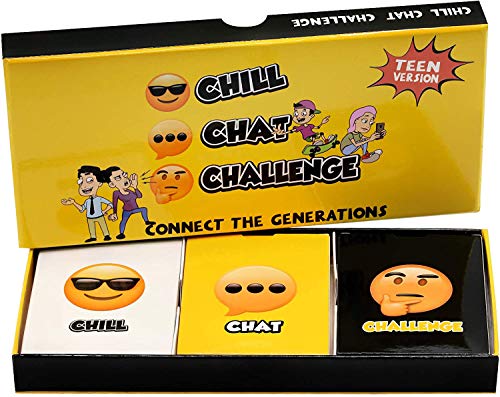 CHILL CHAT CHALLENGE
TEEN
VERSION
CHILL
CHAT
CHALLENGE
CONNECT THE GENERATIONS
CHILL
CHAT
CHALLENGE